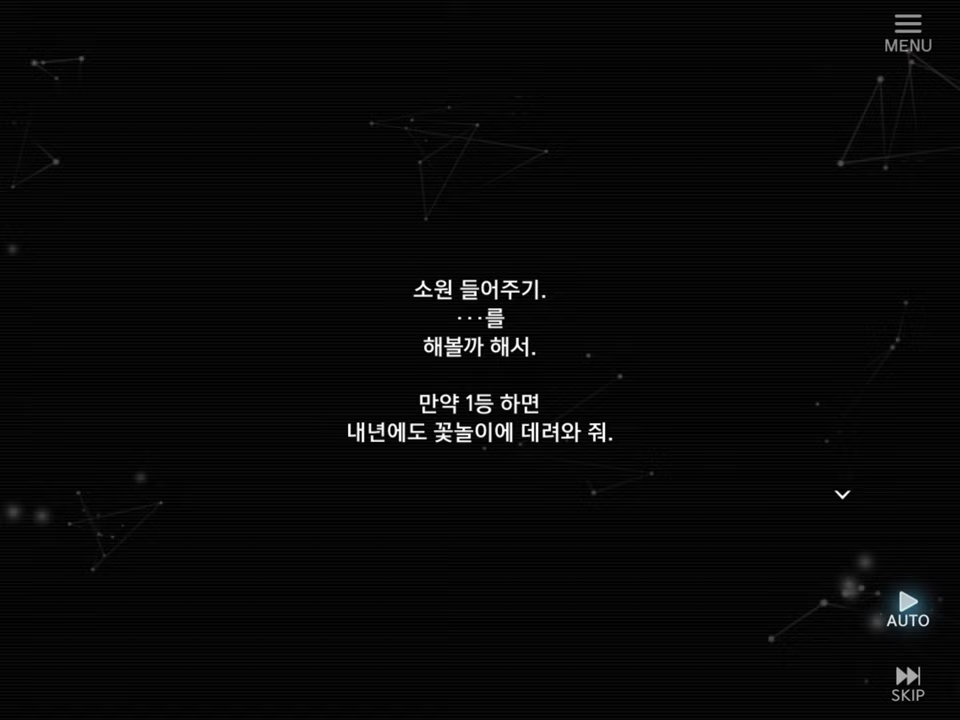 MENU
소원 들어주기.
···를
해볼까 해서.
만약 1등 하면
내년에도 꽃놀이에 데려와 줘.
AUTO
SKIP